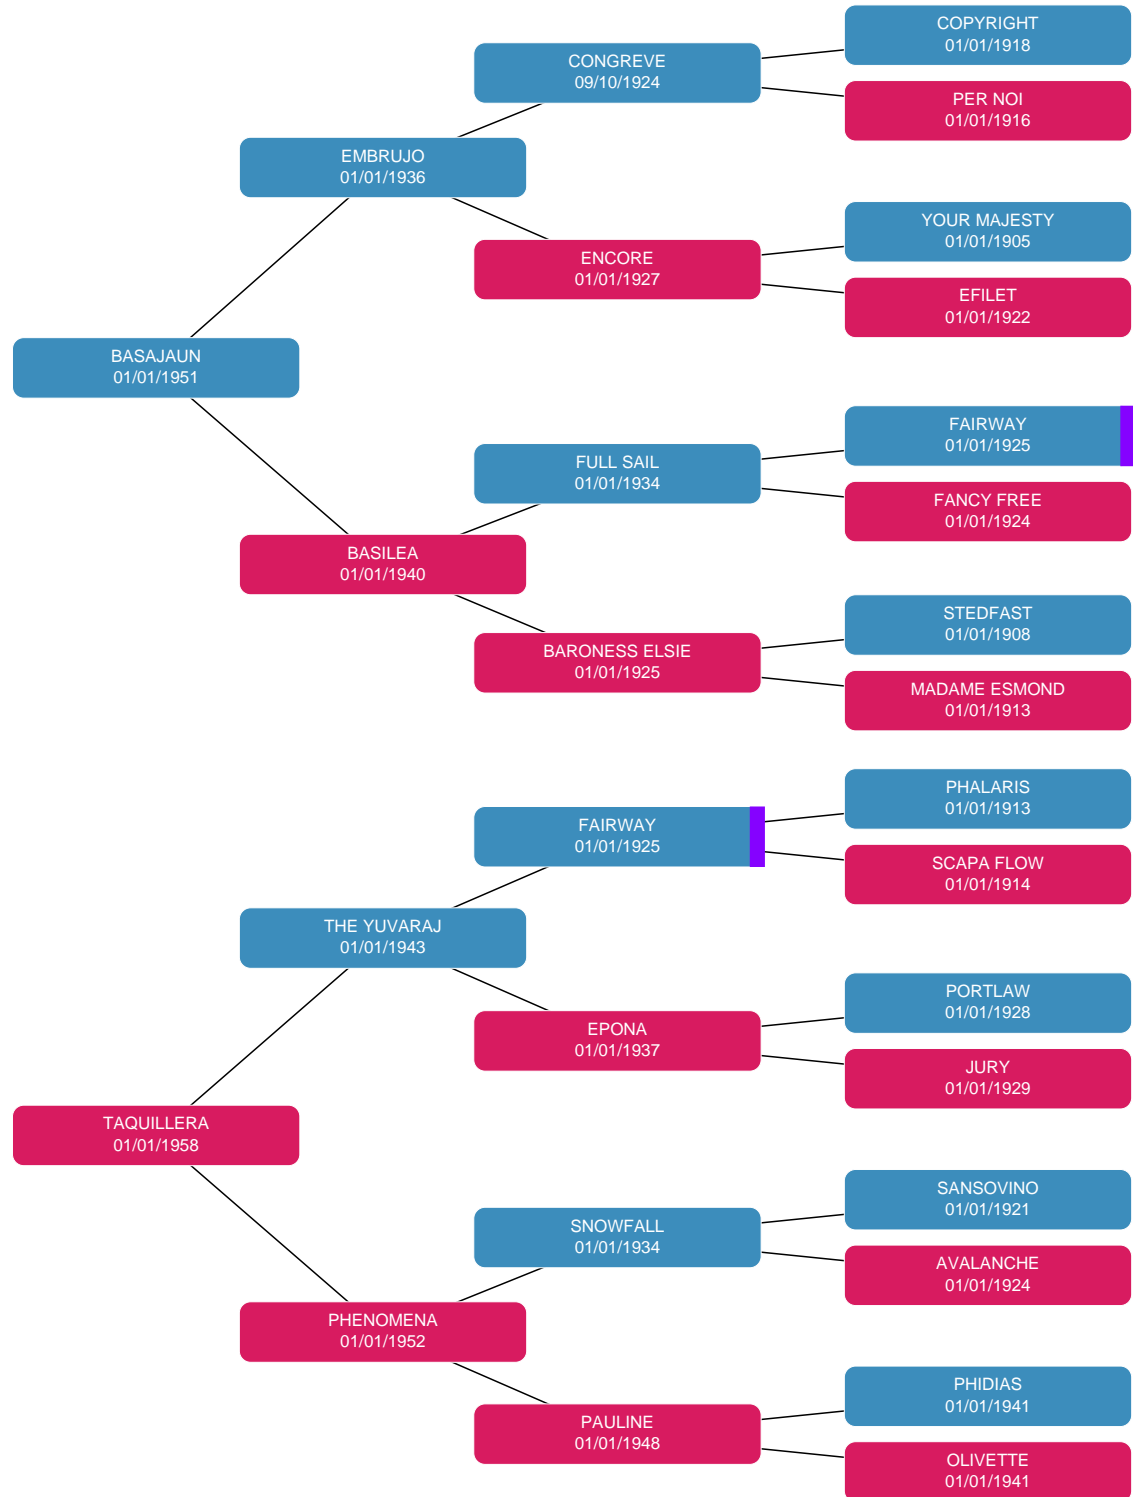 COPYRIGHT
01/01/1918
CONGREVE
09/10/1924
PER NOI
01/01/1916
EMBRUJO
01/01/1936
YOUR MAJESTY
01/01/1905
ENCORE
01/01/1927
EFILET
01/01/1922
BASAJAUN
01/01/1951
FAIRWAY
01/01/1925
FULL SAIL
01/01/1934
FANCY FREE
01/01/1924
BASILEA
01/01/1940
STEDFAST
01/01/1908
BARONESS ELSIE
01/01/1925
MADAME ESMOND
01/01/1913
PHALARIS
01/01/1913
FAIRWAY
01/01/1925
SCAPA FLOW
01/01/1914
THE YUVARAJ
01/01/1943
PORTLAW
01/01/1928
EPONA
01/01/1937
JURY
01/01/1929
TAQUILLERA
01/01/1958
SANSOVINO
01/01/1921
SNOWFALL
01/01/1934
AVALANCHE
01/01/1924
PHENOMENA
01/01/1952
PHIDIAS
01/01/1941
PAULINE
01/01/1948
OLIVETTE
01/01/1941